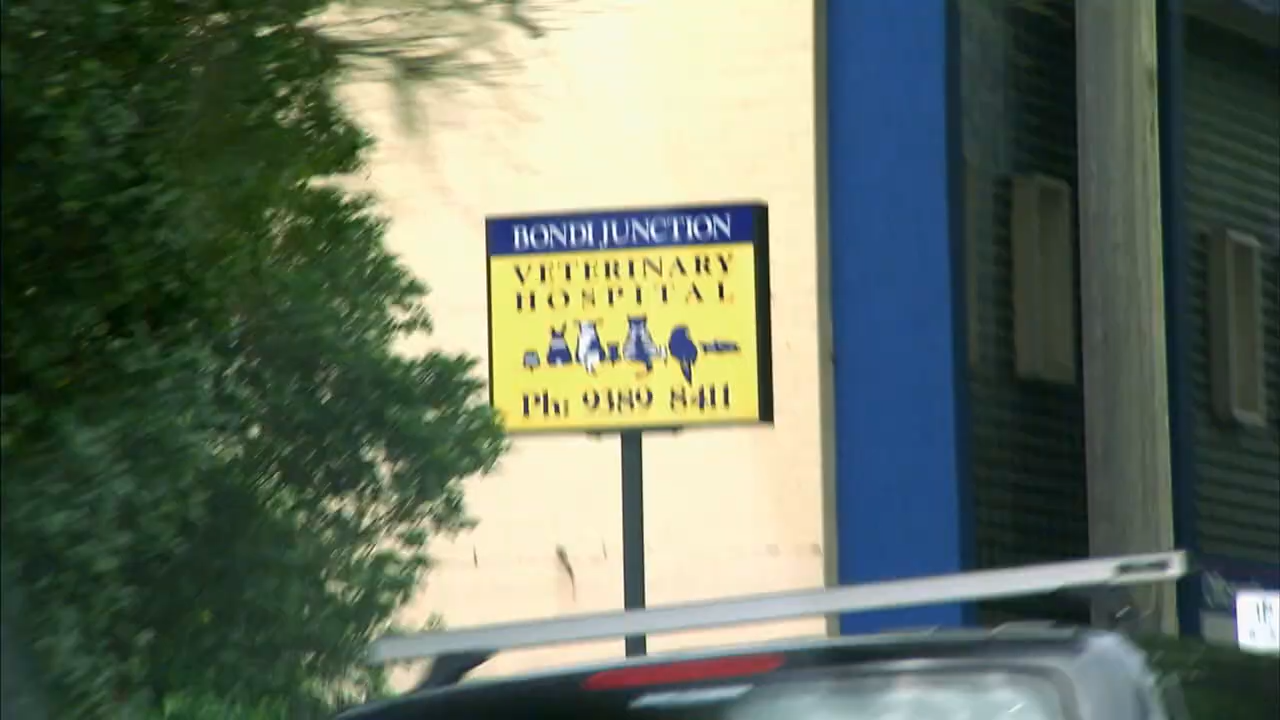 BONDI JUNCTION
VETERINARY
HOSPITAL
Ph: 9389 8411